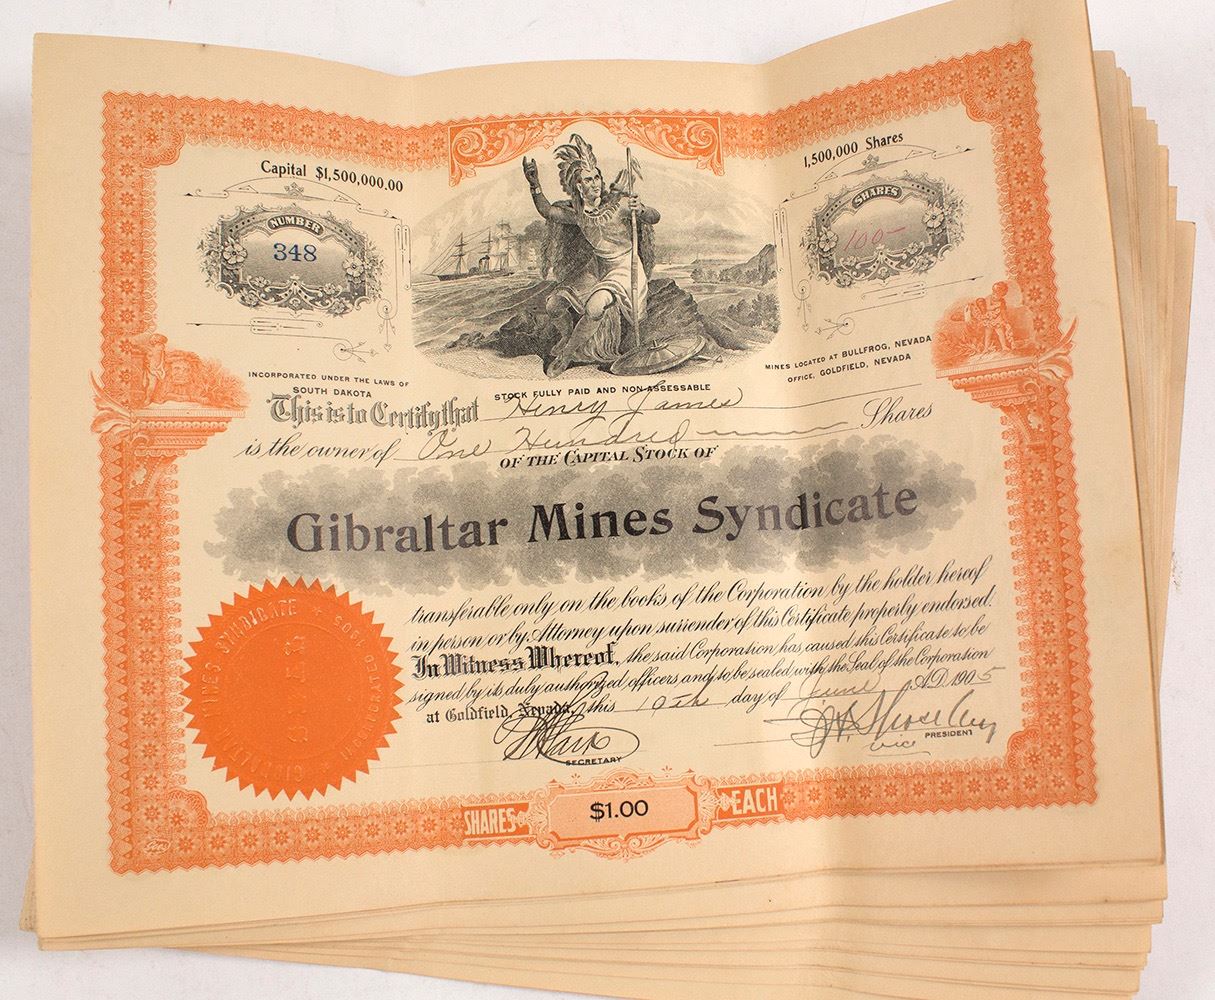 Capital $1,500,000.00
1,500,000 Shares
NUMBER
348
SHARES
100-
INCORPORATED UNDER THE LAWS OF
SOUTH DAKOTA
STOCK FULLY PAID AND NON-ASSESSABLE
MINES LOCATED AT BULLFROG, NEVADA
OFFICE, GOLDFIELD, NEVADA
This is to Certify that Henry James
is the owner of One Hundred Shares
OF THE CAPITAL STOCK OF
Gibraltar Mines Syndicate
transferable only on the books of the Corporation by the holder hereof
in person or by Attorney upon surrender of this Certificate properly endorsed.
In Witness Whereof, the said Corporation has caused this Certificate to be
signed by its duly authorized officers and to be sealed with the Seal of the Corporation
at Goldfield, Nevada, this 10th day of June A.D. 1905
SECRETARY
vice PRESIDENT
SHARES $1.00 EACH